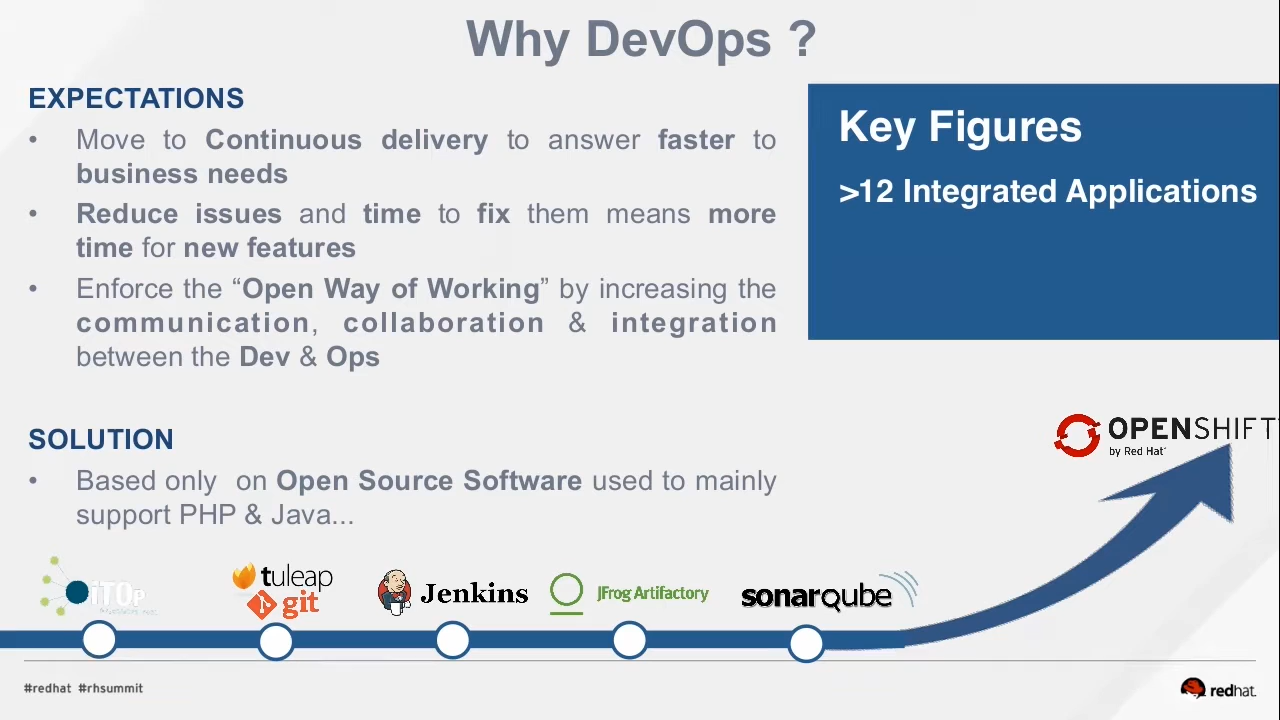 Why DevOps ?
EXPECTATIONS
• Move to Continuous delivery to answer faster to
business needs
• Reduce issues and time to fix them means more
time for new features
• Enforce the “Open Way of Working” by increasing the
communication, collaboration & integration
between the Dev & Ops
Key Figures
>12 Integrated Applications
SOLUTION
• Based only on Open Source Software used to mainly
support PHP & Java...
OPENSHIFT
by Red Hat
iTOp
tuleap
git
Jenkins
JFrog Artifactory
sonarqube
#redhat #rhsummit
redhat.